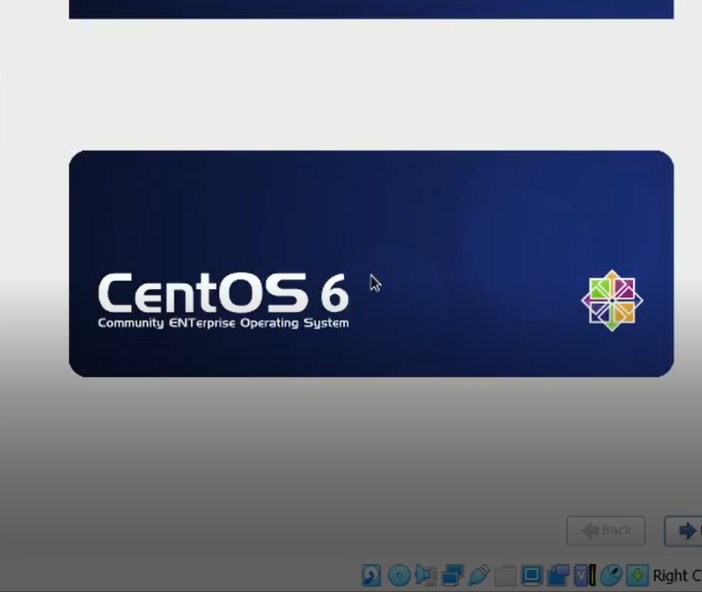 CentOS 6
Community ENTerprise Operating System
Back
Right C